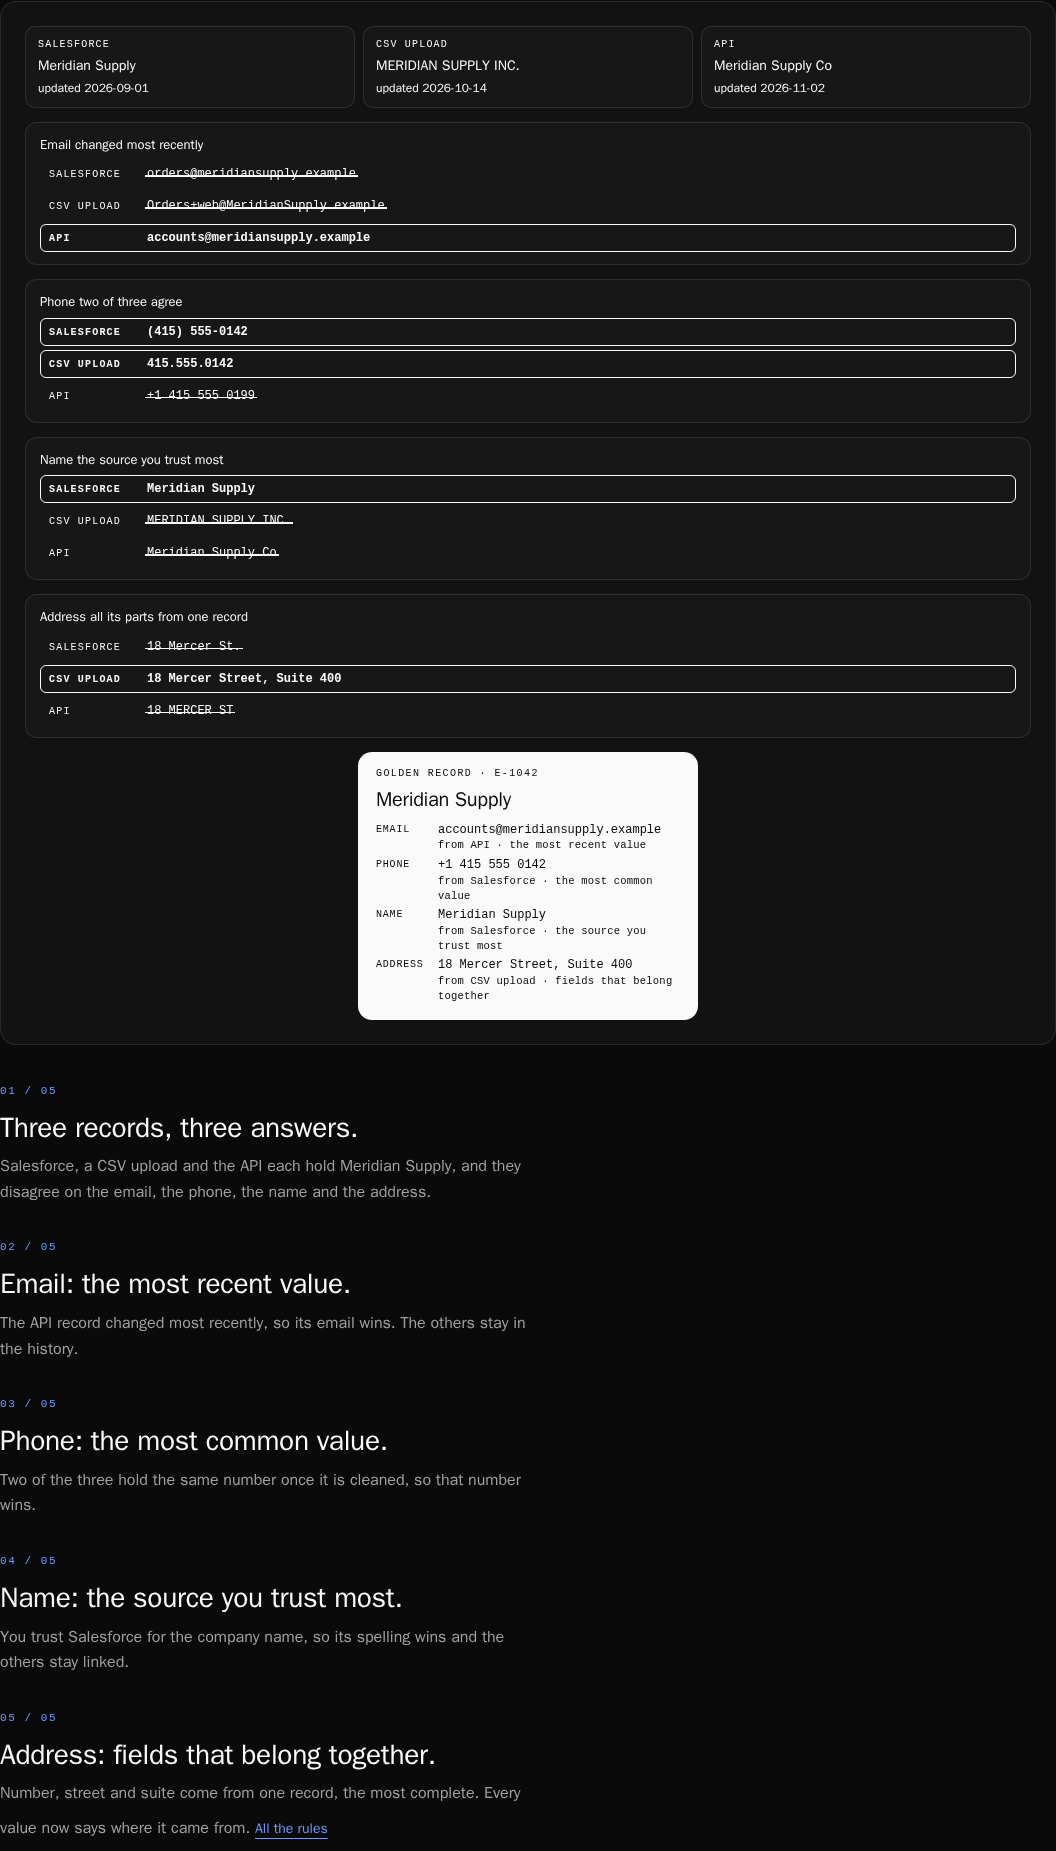 SALESFORCE
Meridian Supply
updated 2026-09-01
CSV UPLOAD
MERIDIAN SUPPLY INC.
updated 2026-10-14
API
Meridian Supply Co
updated 2026-11-02
Email changed most recently
SALESFORCE orders@meridiansupply.example
CSV UPLOAD Orders+web@MeridianSupply.example
API accounts@meridiansupply.example
Phone two of three agree
SALESFORCE (415) 555-0142
CSV UPLOAD 415.555.0142
API +1 415 555 0199
Name the source you trust most
SALESFORCE Meridian Supply
CSV UPLOAD MERIDIAN SUPPLY INC.
API Meridian Supply Co
Address all its parts from one record
SALESFORCE 18 Mercer St.
CSV UPLOAD 18 Mercer Street, Suite 400
API 18 MERCER ST
GOLDEN RECORD · E-1042
Meridian Supply
EMAIL accounts@meridiansupply.example
from API · the most recent value
PHONE +1 415 555 0142
from Salesforce · the most common
value
NAME Meridian Supply
from Salesforce · the source you
trust most
ADDRESS 18 Mercer Street, Suite 400
from CSV upload · fields that belong
together
01 / 05
Three records, three answers.
Salesforce, a CSV upload and the API each hold Meridian Supply, and they
disagree on the email, the phone, the name and the address.
02 / 05
Email: the most recent value.
The API record changed most recently, so its email wins. The others stay in
the history.
03 / 05
Phone: the most common value.
Two of the three hold the same number once it is cleaned, so that number
wins.
04 / 05
Name: the source you trust most.
You trust Salesforce for the company name, so its spelling wins and the
others stay linked.
05 / 05
Address: fields that belong together.
Number, street and suite come from one record, the most complete. Every
value now says where it came from. All the rules